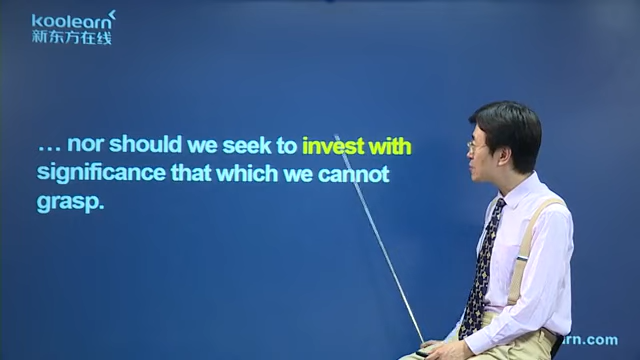 koolearn
新东方在线
… nor should we seek to invest with
significance that which we cannot
grasp.
arn.com